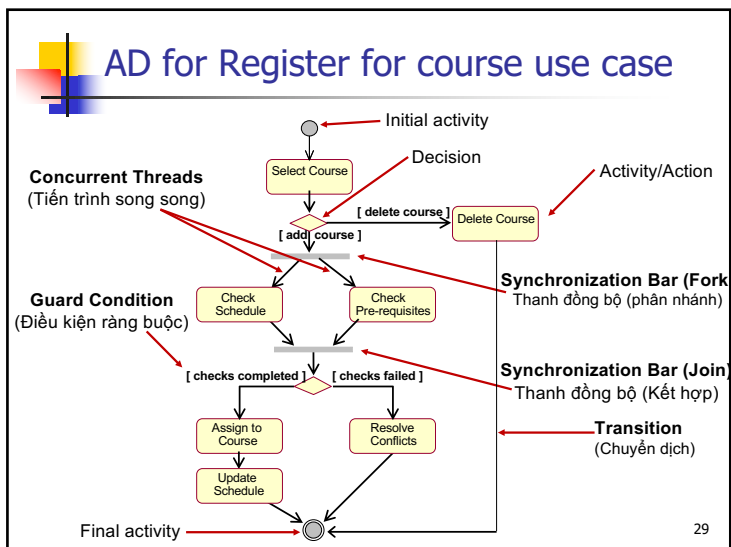 AD for Register for course use case
Initial activity
Decision
Select Course
Activity/Action
Concurrent Threads
(Tiến trình song song)
[ delete course ]
Delete Course
[ add course ]
Synchronization Bar (Fork
Thanh đồng bộ (phân nhánh)
Guard Condition
(Điều kiện ràng buộc)
Check
Schedule
Check
Pre-requisites
Synchronization Bar (Join)
Thanh đồng bộ (Kết hợp)
[ checks completed ]
[ checks failed ]
Assign to
Course
Resolve
Conflicts
Transition
(Chuyển dịch)
Update
Schedule
Final activity
29